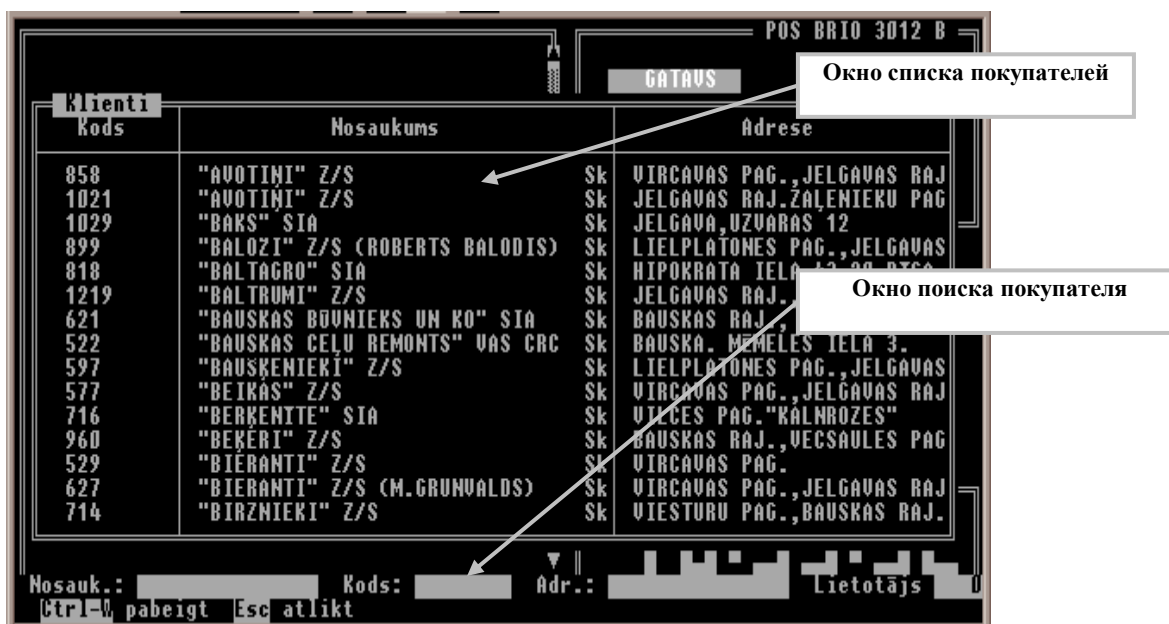 POS BRIO 3012 B
GATAVS
Окно списка покупателей
Klienti
Kods Nosaukums Adrese
858 "AVOTIŅI" Z/S Sk VIRCAVAS PAG.,JELGAVAS RAJ
1021 "AVOTIŅI" Z/S Sk JELGAVAS RAJ.ZAĻENIEKU PAG
1029 "BAKS" SIA Sk JELGAVA,UZVARAS 12
899 "BALOZI" Z/S (ROBERTS BALODIS) Sk LIELPLATONES PAG.,JELGAVAS
818 "BALTAGRO" SIA Sk HIPOKRATA IELA
1219 "BALTRUMI" Z/S Sk JELGAVAS RAJ.,
Окно поиска покупателя
621 "BAUSKAS BŪVNIEKS UN KO" SIA Sk BAUSKAS RAJ.,
522 "BAUSKAS CEĻU REMONTS" VAS CRC Sk BAUSKA. MĒMELES IELA 3.
597 "BAUSĶENIEKI" Z/S Sk LIELPLATONES PAG.,JELGAVAS
577 "BEIKAS" Z/S Sk VIRCAVAS PAG.,JELGAVAS RAJ
716 "BERĶENITE" SIA Sk VILCES PAG."KALNROZES"
960 "BEĶERI" Z/S Sk BAUSKAS RAJ.,VECSAULES PAG
529 "BIERANTI" Z/S Sk VIRCAVAS PAG.
627 "BIERANTI" Z/S (M.GRUNVALDS) Sk VIRCAVAS PAG.,JELGAVAS RAJ
714 "BIRZNIEKI" Z/S Sk VIESTURU PAG.,BAUSKAS RAJ.
Nosauk.: Kods: Adr.: Lietotājs 0
Ctrl-W pabeigt Esc atlikt